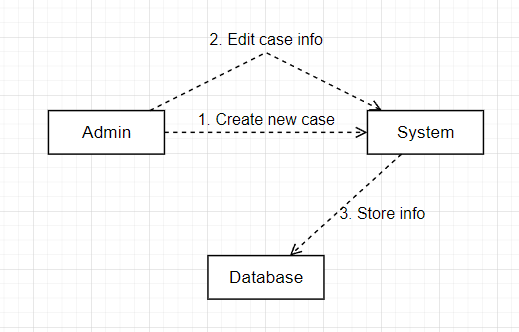 2. Edit case info
1. Create new case
Admin
System
3. Store info
Database